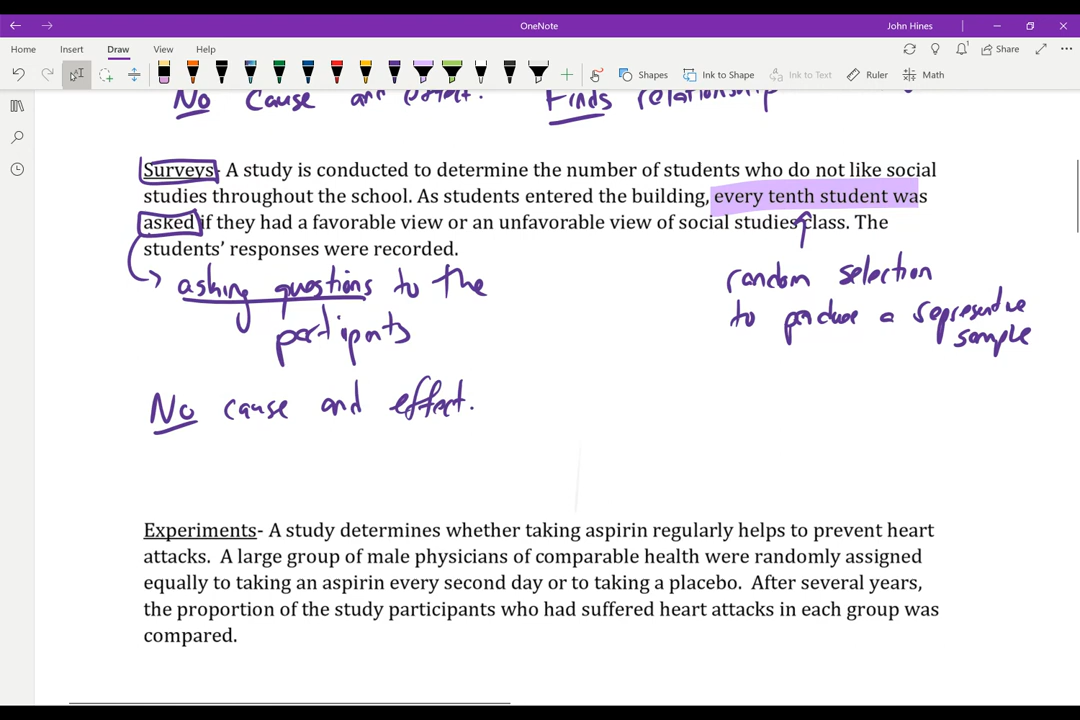 OneNote
John Hines
Home Insert Draw View Help
Share
Shapes Ink to Shape Ink to Text Ruler Math
No cause and effect. Finds relationship
Surveys- A study is conducted to determine the number of students who do not like social
studies throughout the school. As students entered the building, every tenth student was
asked if they had a favorable view or an unfavorable view of social studies class. The
students' responses were recorded.
asking questions to the
participants
random selection
to produce a
sample
No cause and effect.
Experiments- A study determines whether taking aspirin regularly helps to prevent heart
attacks. A large group of male physicians of comparable health were randomly assigned
equally to taking an aspirin every second day or to taking a placebo. After several years,
the proportion of the study participants who had suffered heart attacks in each group was
compared.